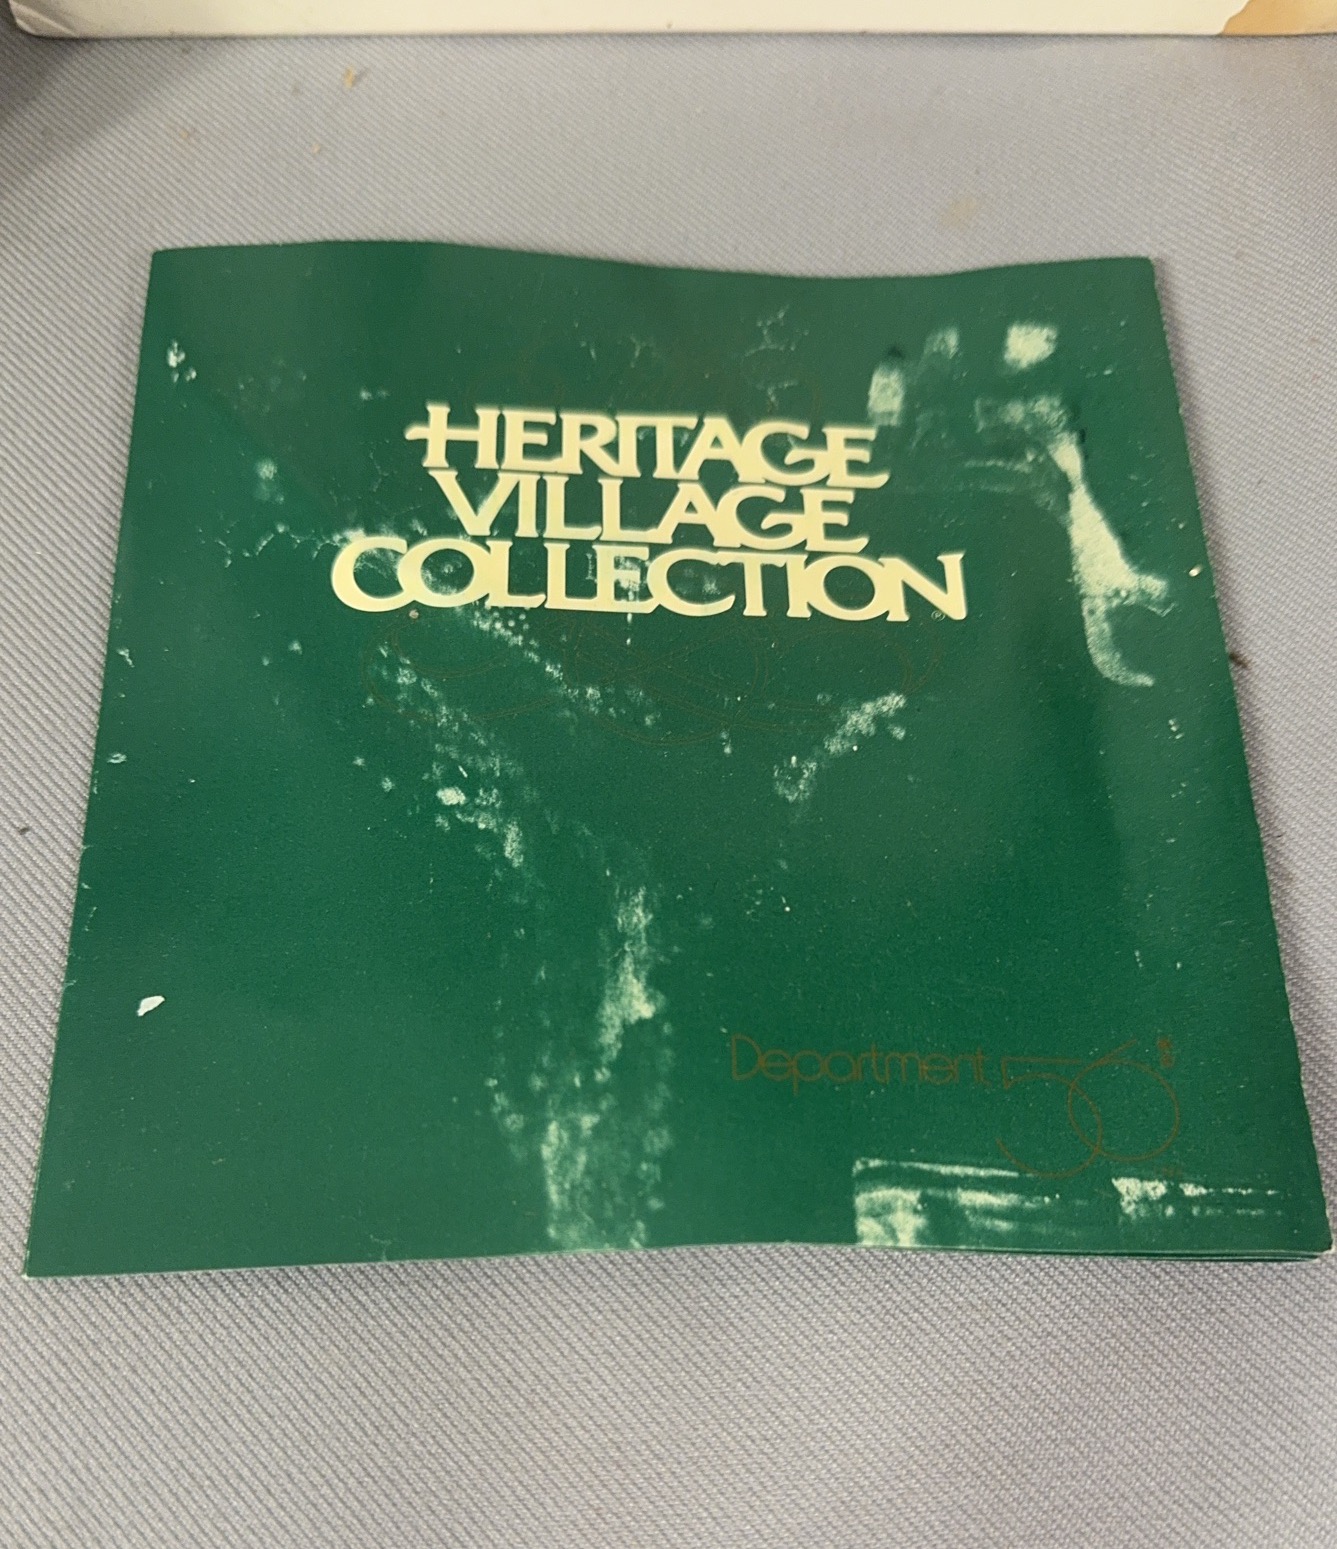 HERITAGE
VILLAGE
COLLECTION®
Department 56